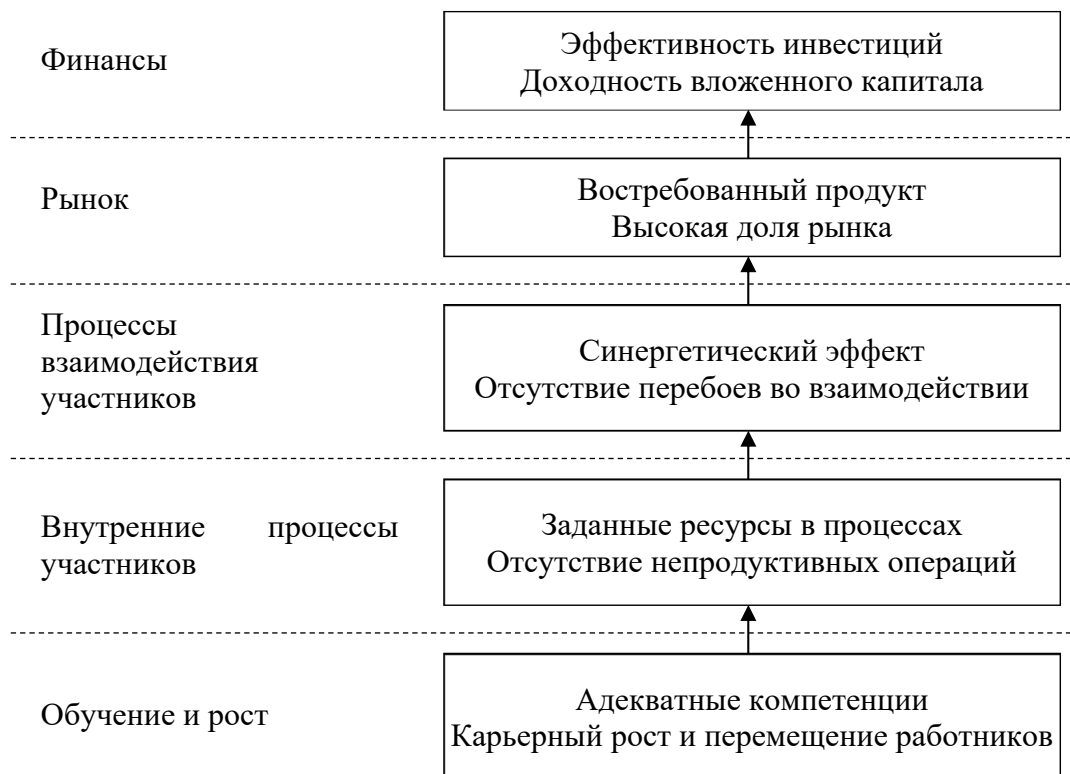 Финансы
Эффективность инвестиций
Доходность вложенного капитала
Рынок
Востребованный продукт
Высокая доля рынка
Процессы
взаимодействия
участников
Синергетический эффект
Отсутствие перебоев во взаимодействии
Внутренние процессы
участников
Заданные ресурсы в процессах
Отсутствие непродуктивных операций
Обучение и рост
Адекватные компетенции
Карьерный рост и перемещение работников